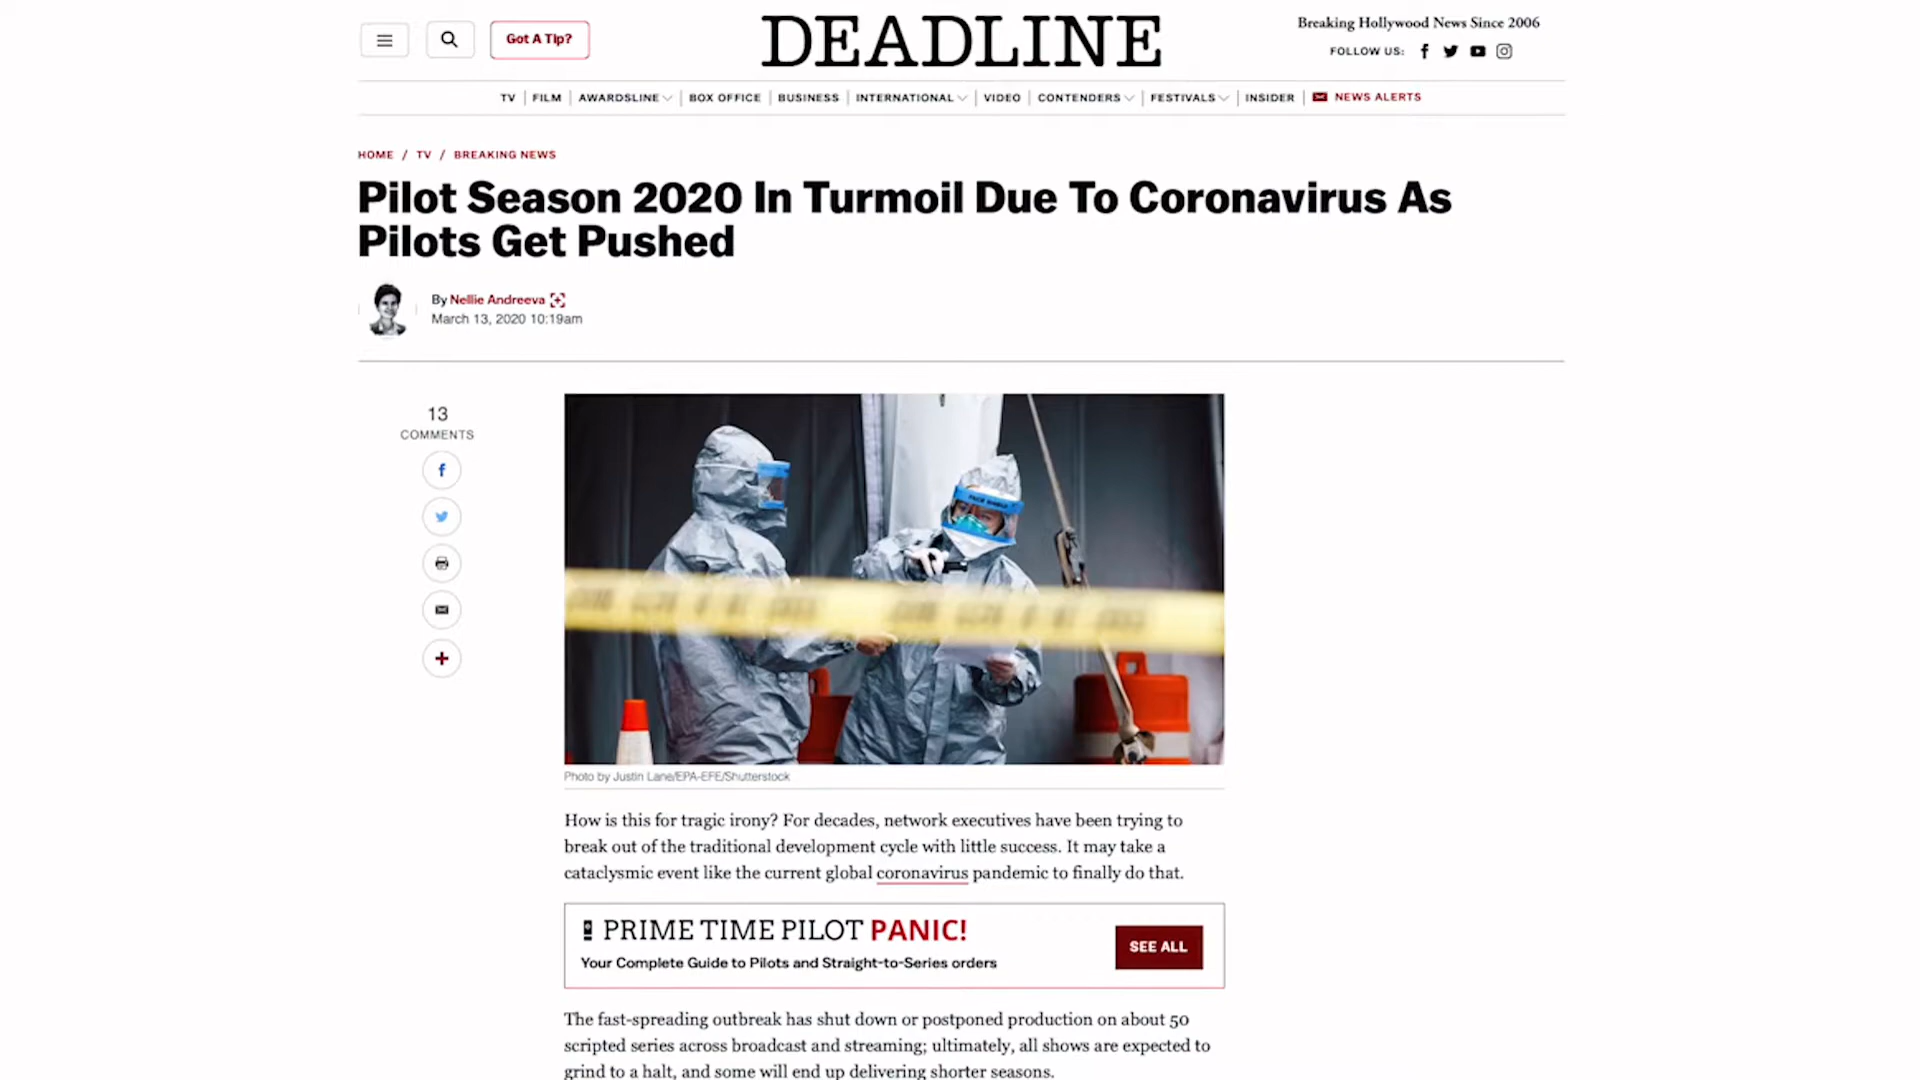 Got A Tip?
DEADLINE
Breaking Hollywood News Since 2006
FOLLOW US:
TV | FILM | AWARDSLINE | BOX OFFICE | BUSINESS | INTERNATIONAL | VIDEO | CONTENDERS | FESTIVALS | INSIDER | NEWS ALERTS
HOME / TV / BREAKING NEWS
Pilot Season 2020 In Turmoil Due To Coronavirus As
Pilots Get Pushed
By Nellie Andreeva
March 13, 2020 10:19am
13
COMMENTS
Photo by Justin Lane/EPA-EFE/Shutterstock
How is this for tragic irony? For decades, network executives have been trying to
break out of the traditional development cycle with little success. It may take a
cataclysmic event like the current global coronavirus pandemic to finally do that.
PRIME TIME PILOT PANIC!
Your Complete Guide to Pilots and Straight-to-Series orders
SEE ALL
The fast-spreading outbreak has shut down or postponed production on about 50
scripted series across broadcast and streaming; ultimately, all shows are expected to
grind to a halt, and some will end up delivering shorter seasons.